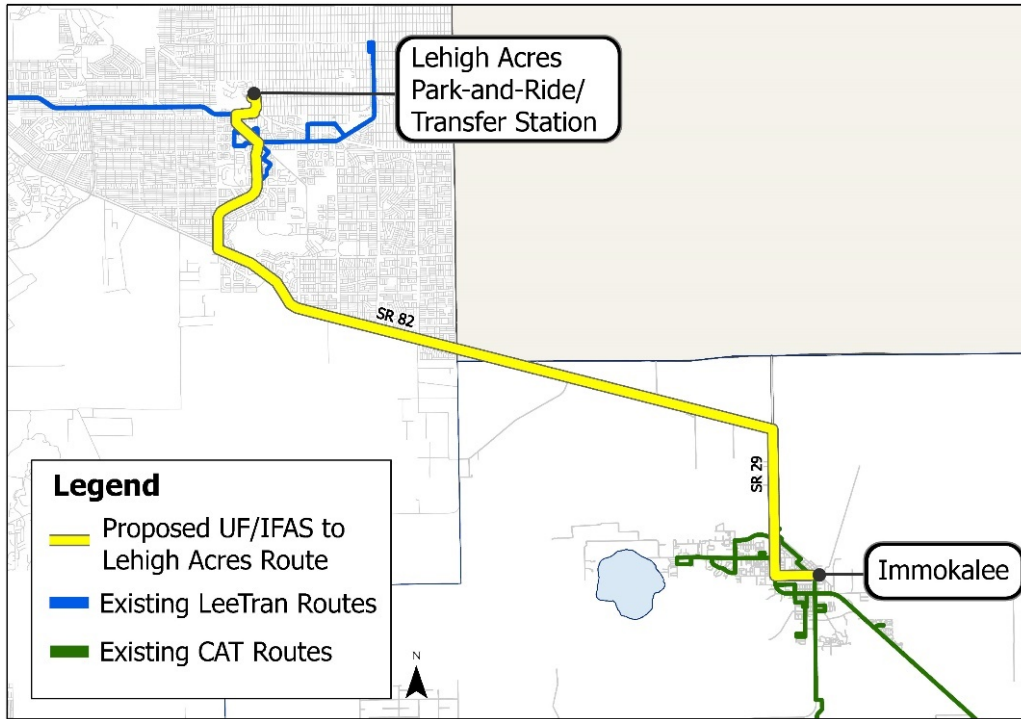 Lehigh Acres
Park-and-Ride/
Transfer Station
SR 82
SR 29
Immokalee
Legend
Proposed UF/IFAS to
Lehigh Acres Route
Existing LeeTran Routes
Existing CAT Routes
N